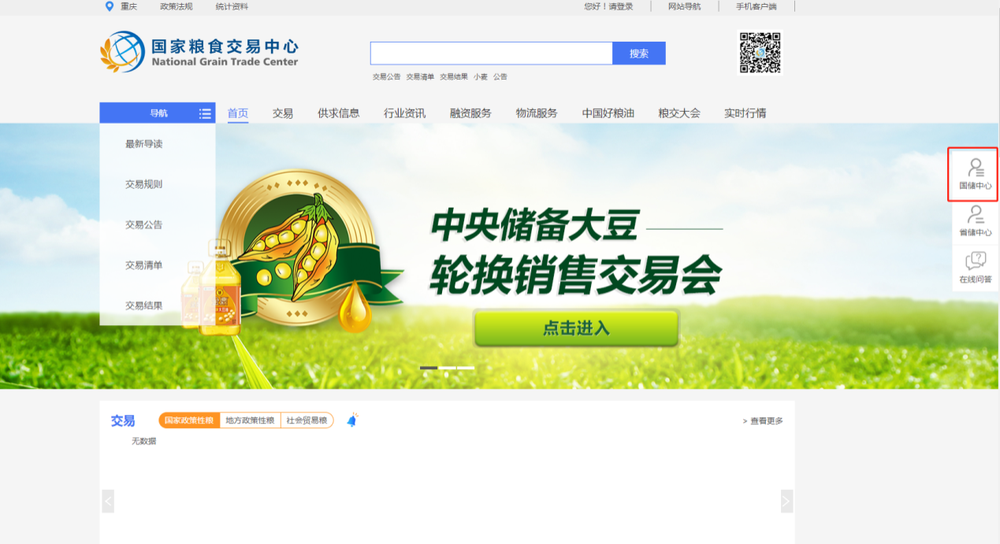 重庆 政策法规 统计资料 您好！请登录 网站导航 手机客户端
国家粮食交易中心
National Grain Trade Center
搜索
交易公告 交易清单 交易结果 小麦 公告
导航 首页 交易 供求信息 行业资讯 融资服务 物流服务 中国好粮油 粮交大会 实时行情
最新导读
交易规则
交易公告
交易清单
交易结果
中央储备大豆
轮换销售交易会
点击进入
国储中心
省储中心
在线问答
交易 国家政策性粮 地方政策性粮 社会贸易粮 > 查看更多
无数据